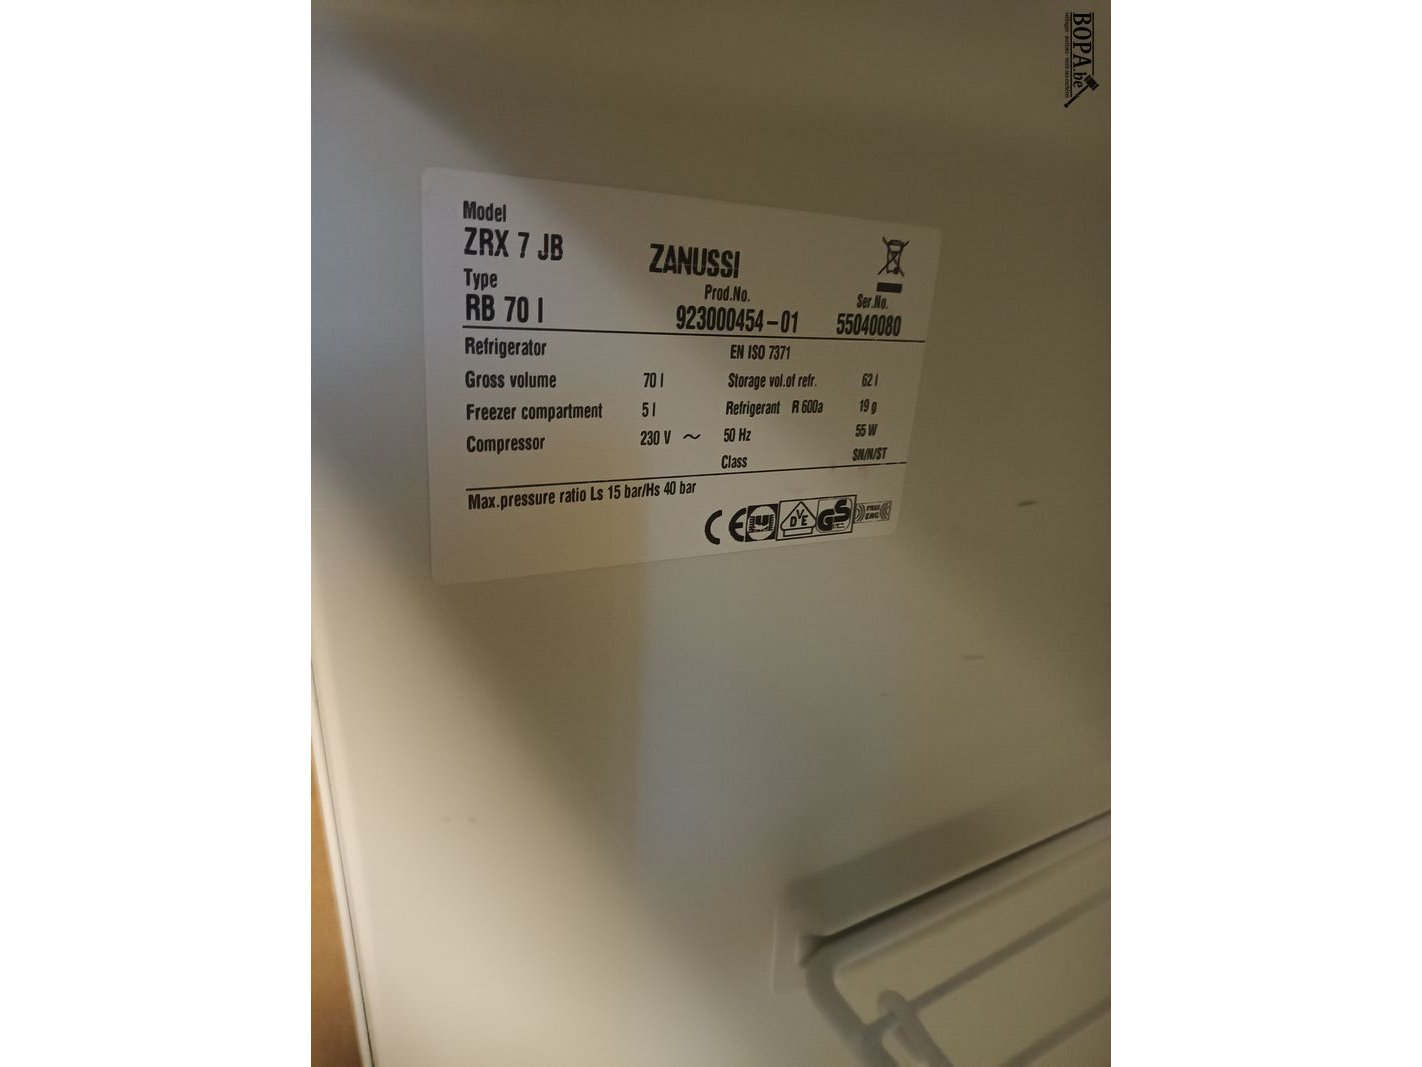 BOPA.be
Model
ZRX 7 JB
ZANUSSI
Type
Prod.No.
Ser.No.
RB 70 l
923000454-01
55040080
Refrigerator
EN ISO 7371
Gross volume 70 l
Storage vol.of refr. 62 l
Freezer compartment 5 l
Refrigerant R 600a 19 g
Compressor 230 V ~ 50 Hz 55 W
Class SN/N/ST
Max.pressure ratio Ls 15 bar/Hs 40 bar
CE
DVE
GS